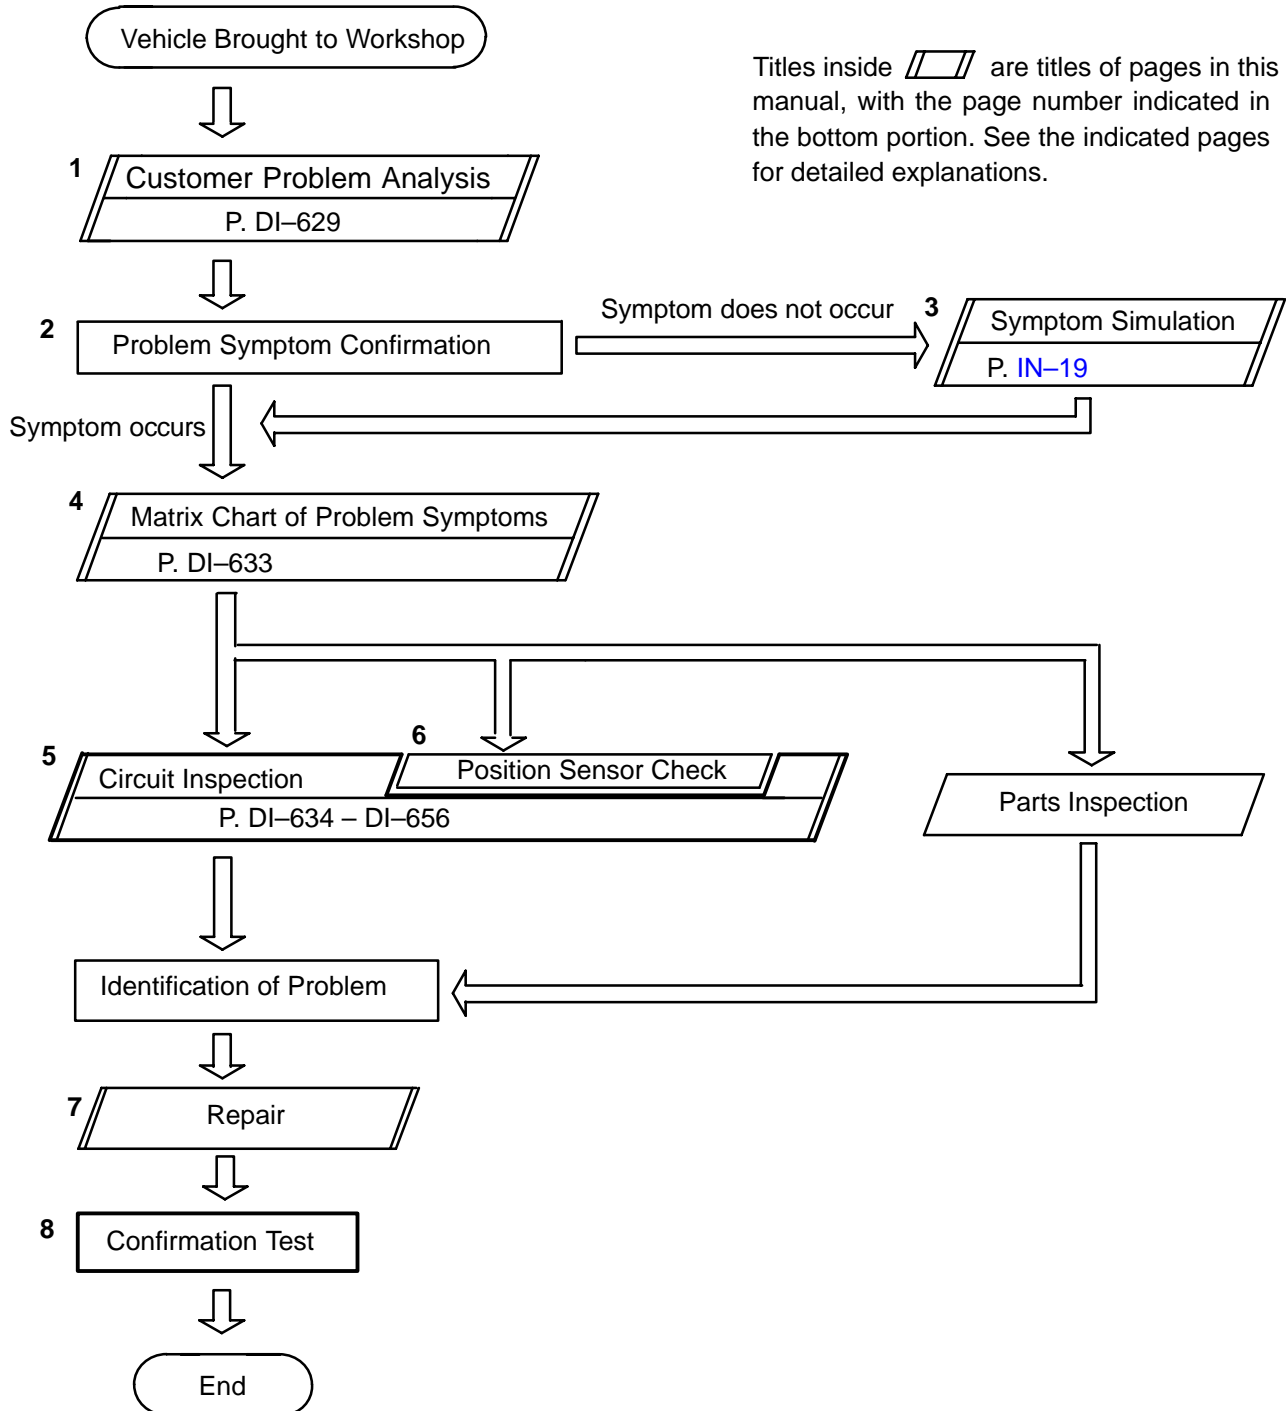 Vehicle Brought to Workshop
Titles inside are titles of pages in this
manual, with the page number indicated in
the bottom portion. See the indicated pages
for detailed explanations.
1
Customer Problem Analysis
P. DI–629
2
Problem Symptom Confirmation
Symptom does not occur
3
Symptom Simulation
P. IN–19
Symptom occurs
4
Matrix Chart of Problem Symptoms
P. DI–633
5
Circuit Inspection
6
Position Sensor Check
P. DI–634 – DI–656
Parts Inspection
Identification of Problem
7
Repair
8
Confirmation Test
End